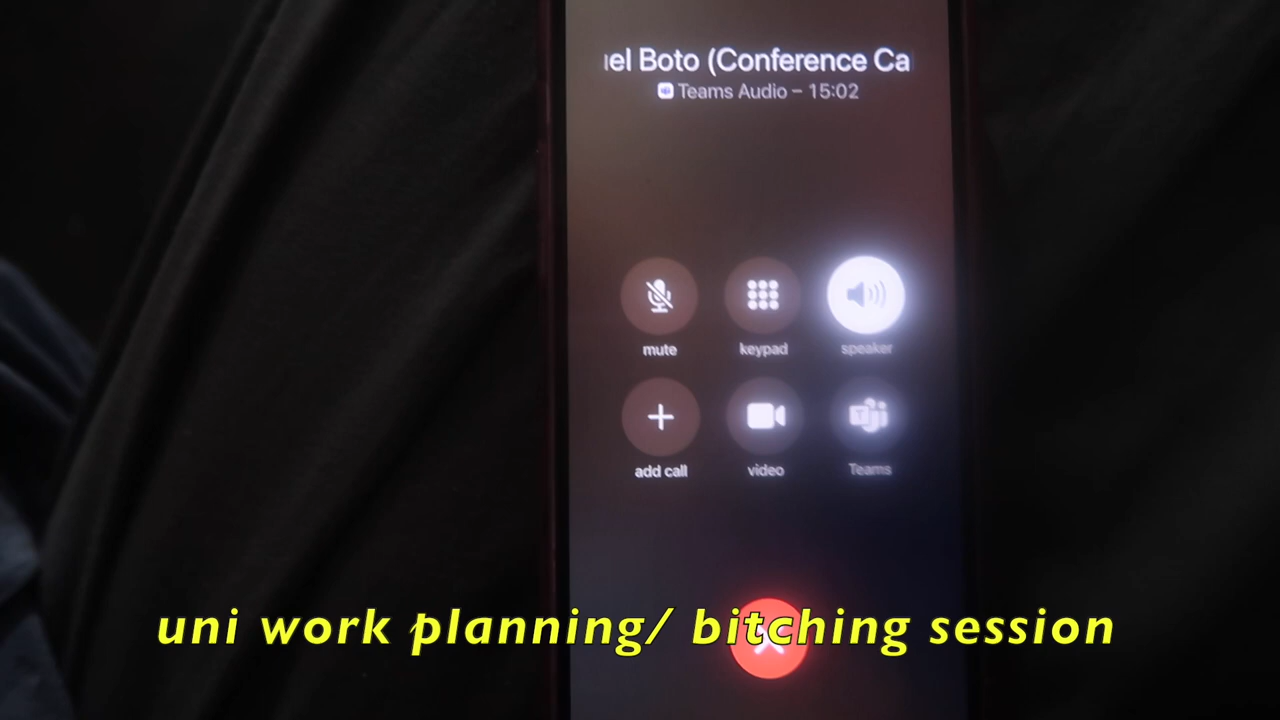 el Boto (Conference Ca
Teams Audio – 15:02
mute keypad speaker
add call video Teams
uni work planning/ bitching session